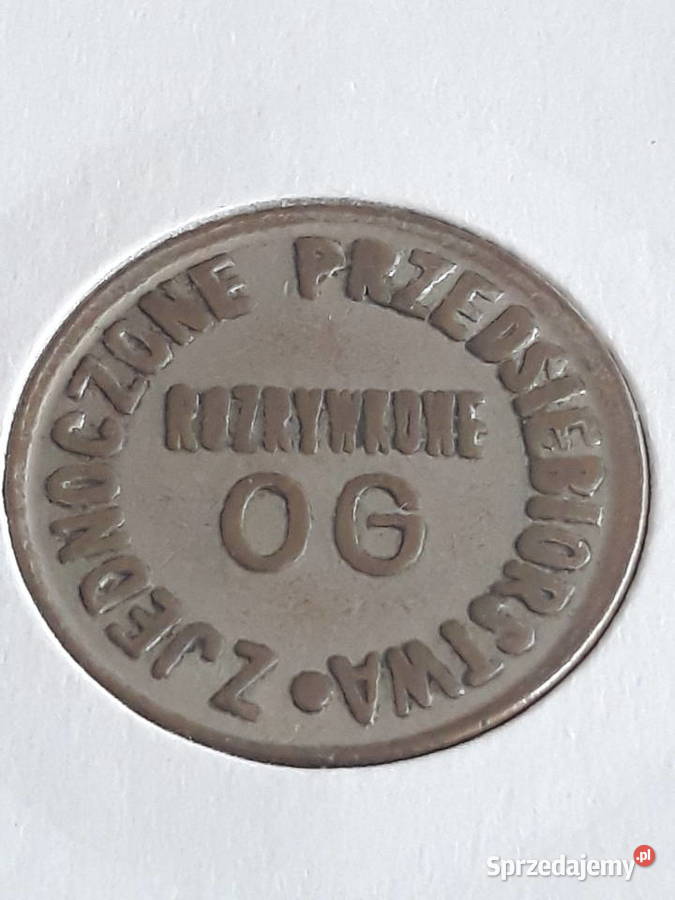 ZJEDNOCZONE PRZEDSIĘBIORSTWA •
ROZRYWKOWE
OG
Sprzedajemy.pl